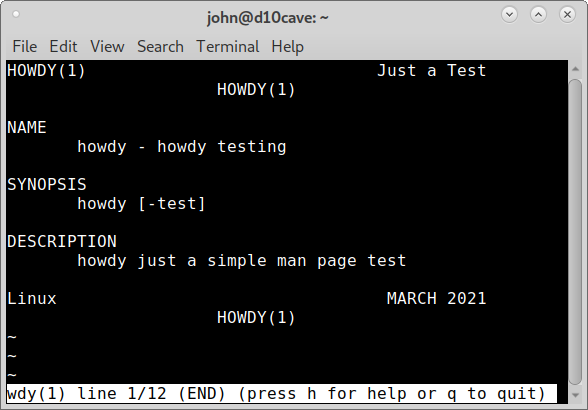 john@d10cave: ~
File Edit View Search Terminal Help
HOWDY(1) Just a Test
HOWDY(1)
NAME
howdy - howdy testing
SYNOPSIS
howdy [-test]
DESCRIPTION
howdy just a simple man page test
Linux MARCH 2021
HOWDY(1)
~
~
~
wdy(1) line 1/12 (END) (press h for help or q to quit)